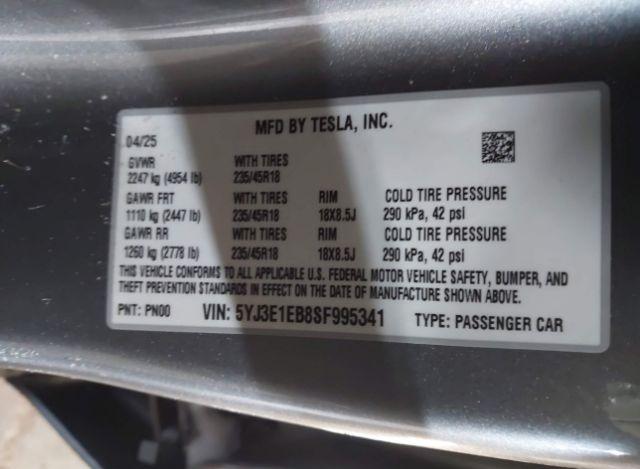 MFD BY TESLA, INC.
04/25
GVWR WITH TIRES
2247 kg (4954 lb) 235/45R18
GAWR FRT WITH TIRES RIM COLD TIRE PRESSURE
1110 kg (2447 lb) 235/45R18 18X8.5J 290 kPa, 42 psi
GAWR RR WITH TIRES RIM COLD TIRE PRESSURE
1260 kg (2778 lb) 235/45R18 18X8.5J 290 kPa, 42 psi
THIS VEHICLE CONFORMS TO ALL APPLICABLE U.S. FEDERAL MOTOR VEHICLE SAFETY, BUMPER, AND
THEFT PREVENTION STANDARDS IN EFFECT ON THE DATE OF MANUFACTURE SHOWN ABOVE.
PNT: PN00 VIN: 5YJ3E1EB8SF995341 TYPE: PASSENGER CAR